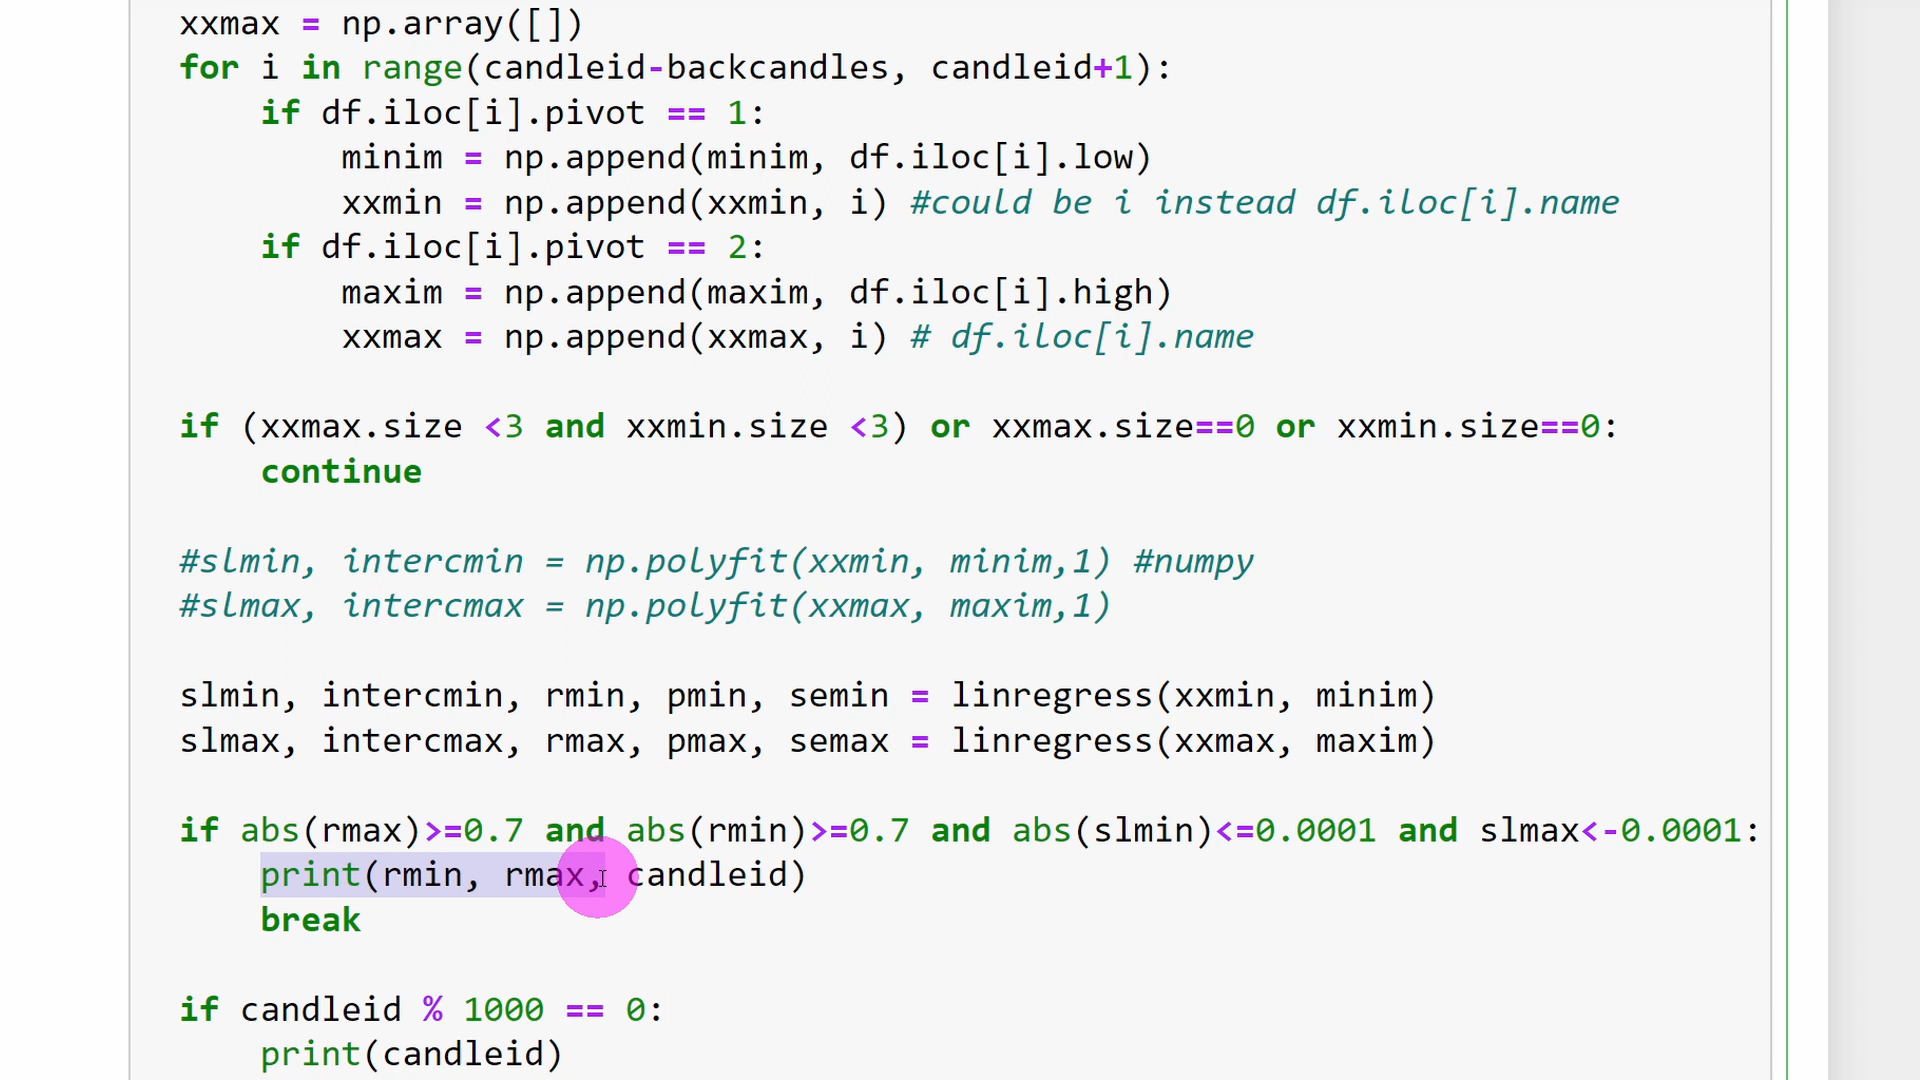 xxmax = np.array([])
for i in range(candleid-backcandles, candleid+1):
    if df.iloc[i].pivot == 1:
        minim = np.append(minim, df.iloc[i].low)
        xxmin = np.append(xxmin, i) #could be i instead df.iloc[i].name
    if df.iloc[i].pivot == 2:
        maxim = np.append(maxim, df.iloc[i].high)
        xxmax = np.append(xxmax, i) # df.iloc[i].name
if (xxmax.size <3 and xxmin.size <3) or xxmax.size==0 or xxmin.size==0:
    continue
#slmin, intercmin = np.polyfit(xxmin, minim,1) #numpy
#slmax, intercmax = np.polyfit(xxmax, maxim,1)
slmin, intercmin, rmin, pmin, semin = linregress(xxmin, minim)
slmax, intercmax, rmax, pmax, semax = linregress(xxmax, maxim)
if abs(rmax)>=0.7 and abs(rmin)>=0.7 and abs(slmin)<=0.0001 and slmax<-0.0001:
    print(rmin, rmax, candleid)
    break
if candleid % 1000 == 0:
    print(candleid)